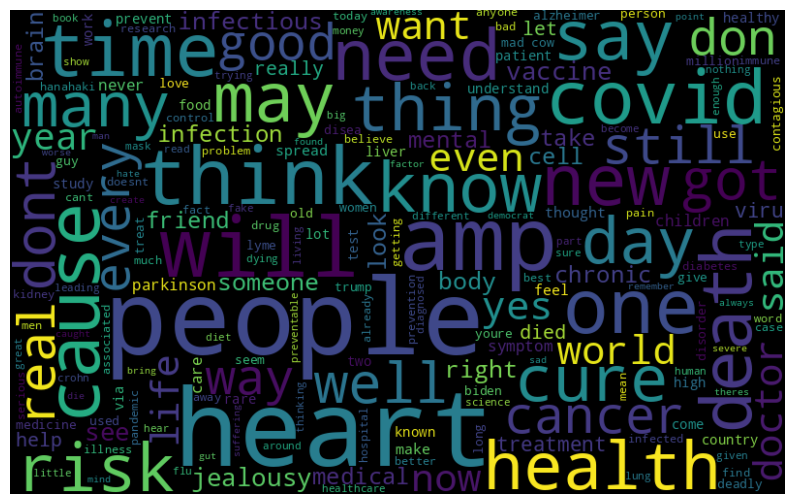 book
cause
prevent
today
awareness
anyone
person
point
alzheimer
healthy
work
research
money
bad
let
million
immune
infectious
want
say
don
time
good
need
brain
show
trying
mad cow
patient
nothing
autoimmune
never
love
really
vaccine
understand
enough
hanahaki
food
back
many
may
thing
covid
contagious
year
infection
control
big
disea
become
use
man
mask
read
found
believe
mental
take
still
worse
guy
problem
spread
liver
even
cell
study
doesnt
hate
factor
dont
every
think
know
new
got
cant
create
fact
fake
women
different
democrat
pain
thought
children
viru
friend
drug
old
look
treat
lyme
lot
test
part
type
much
dying
living
getting
will
amp
day
best
sure
give
diabetes
said
kidney
leading
parkinson
someone
body
chronic
feel
remember
always
real
cause
men
associated
diet
trump
already
prevention
diagnosed
yes
died
disorder
word
case
people
one
death
great
caught
preventable
youre
symptom
world
men
crohn
bring
seem
two
right
biden
sad
mean
human
theres
severe
via
life
care
way
well
science
high
doctor
serious
die
pandemic
away
rare
thinking
hospital
known
cure
medicine
used
suffering
long
cancer
infected
come
help
see
hear
around
make
treatment
country
illness
gut
better
given
risk
little
flu
heart
lung
find
mind
jealousy
medical
now
health
deadly
healthcare